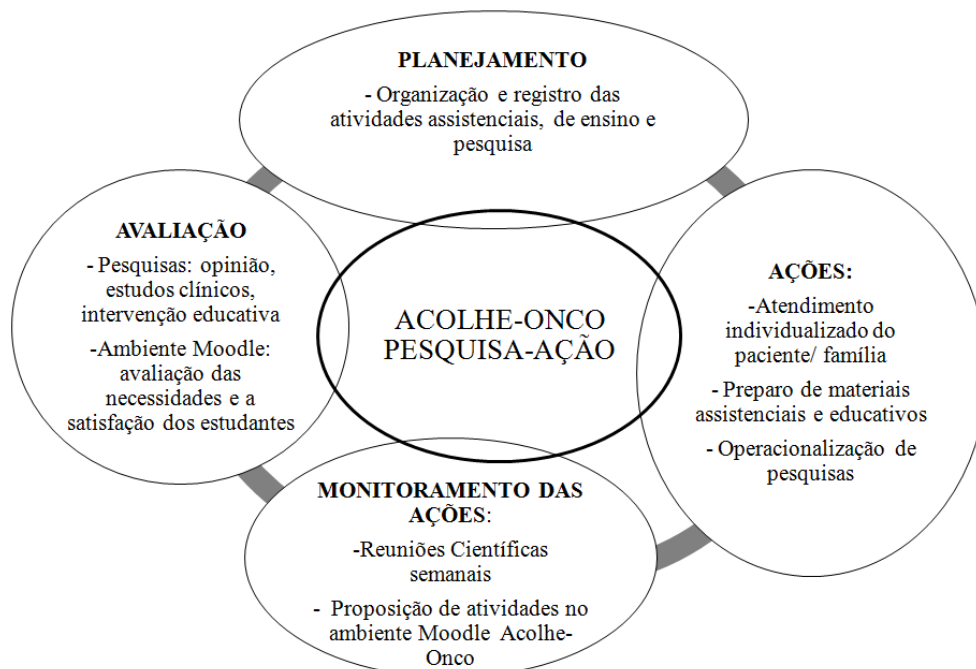 PLANEJAMENTO
- Organização e registro das
atividades assistenciais, de ensino e
pesquisa
AVALIAÇÃO
- Pesquisas: opinião,
estudos clínicos,
intervenção educativa
- Ambiente Moodle:
avaliação das
necessidades e a
satisfação dos estudantes
ACOLHE-ONCO
PESQUISA-AÇÃO
AÇÕES:
-Atendimento
individualizado do
paciente/ família
- Preparo de materiais
assistenciais e educativos
- Operacionalização de
pesquisas
MONITORAMENTO DAS
AÇÕES:
-Reuniões Científicas
semanais
- Proposição de atividades no
ambiente Moodle Acolhe-
Onco